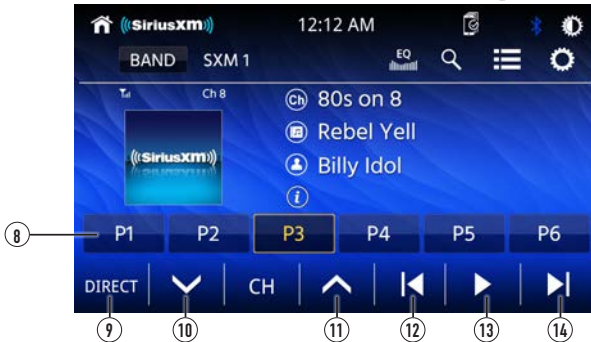 ((SiriusXM)) 12:12 AM
BAND SXM 1 EQ
Ch 8 Ch 80s on 8
Rebel Yell
((SiriusXM)) Billy Idol
i
8 P1 P2 P3 P4 P5 P6
DIRECT CH
9 10 11 12 13 14